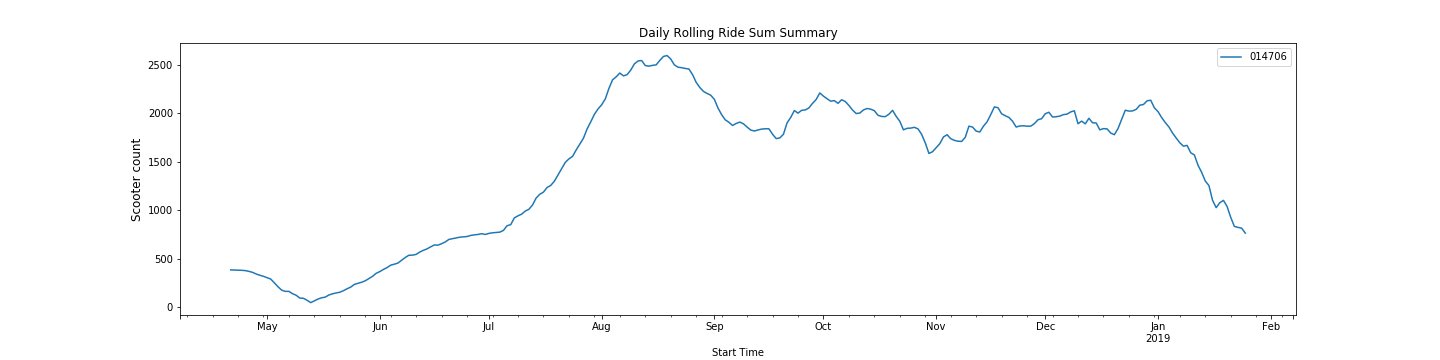 Daily Rolling Ride Sum Summary
014706
Scooter count
2500
2000
1500
1000
500
0
May Jun Jul Aug Sep Oct Nov Dec Jan Feb
2019
Start Time